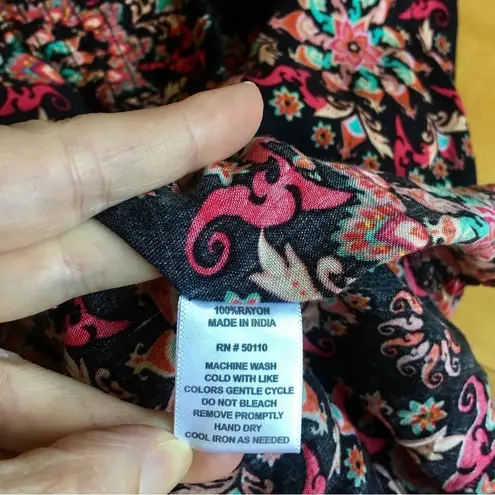 100%RAYON
MADE IN INDIA
RN # 50110
MACHINE WASH
COLD WITH LIKE
COLORS GENTLE CYCLE
DO NOT BLEACH
REMOVE PROMPTLY
HAND DRY
COOL IRON AS NEEDED